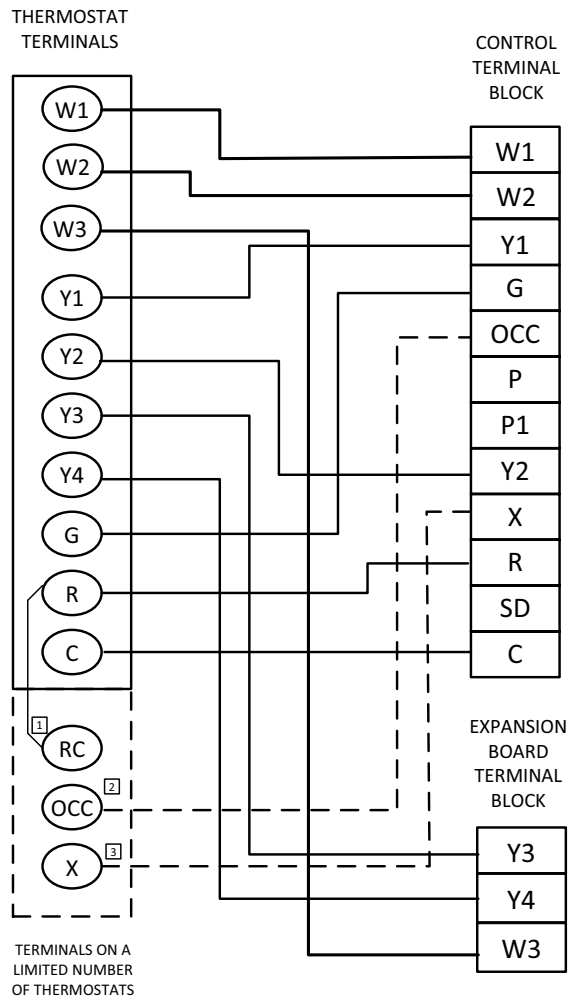 THERMOSTAT
TERMINALS
W1
W2
W3
Y1
Y2
Y3
Y4
G
R
C
1
RC
2
OCC
3
X
TERMINALS ON A
LIMITED NUMBER
OF THERMOSTATS
CONTROL
TERMINAL
BLOCK
W1
W2
Y1
G
OCC
P
P1
Y2
X
R
SD
C
EXPANSION
BOARD
TERMINAL
BLOCK
Y3
Y4
W3